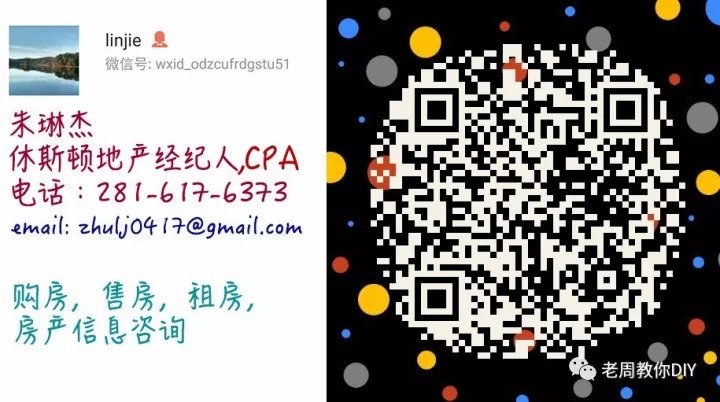 linjie
微信号: wxid_odzcufrdgstu51
朱琳杰
休斯顿地产经纪人,CPA
电话：281-617-6373
email: zhulj0417@gmail.com
购房, 售房, 租房,
房产信息咨询
老周教你DIY